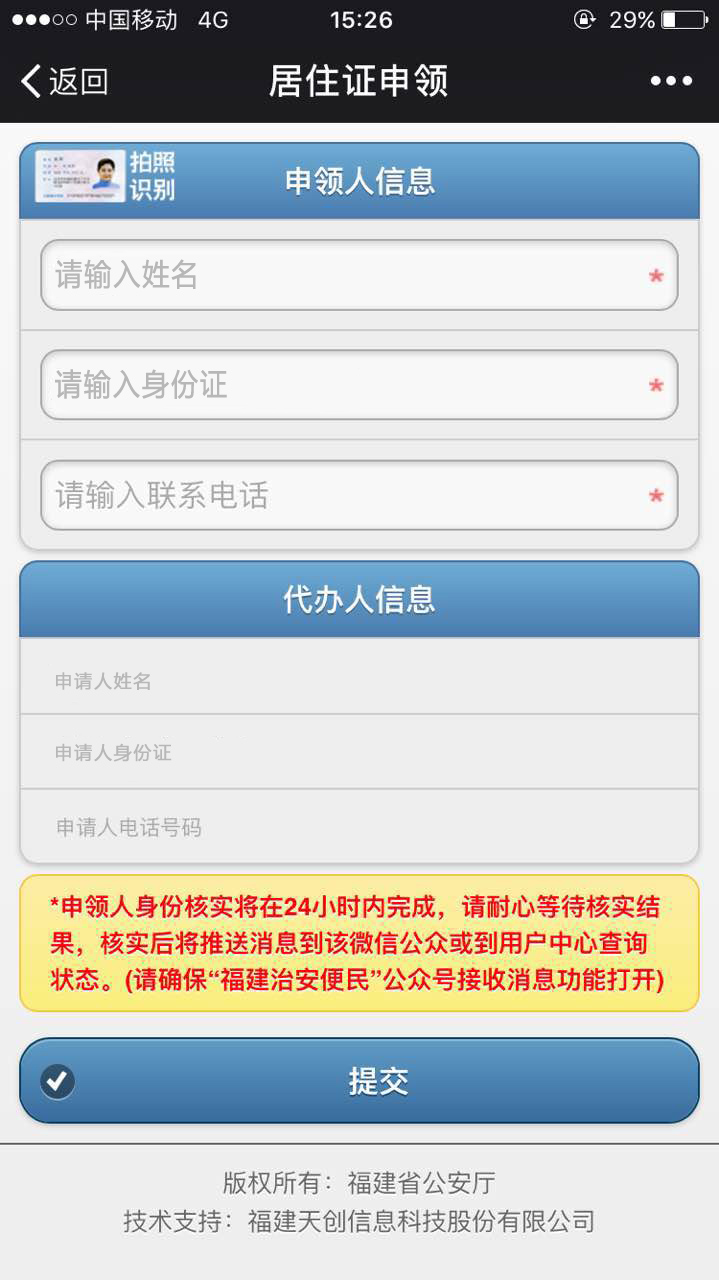 中国移动 4G 15:26 29%
返回 居住证申领
拍照
识别
申领人信息
请输入姓名 *
请输入身份证 *
请输入联系电话 *
代办人信息
申请人姓名
申请人身份证
申请人电话号码
*申领人身份核实将在24小时内完成，请耐心等待核实结
果，核实后将推送消息到该微信公众或到用户中心查询
状态。(请确保“福建治安便民”公众号接收消息功能打开)
提交
版权所有：福建省公安厅
技术支持：福建天创信息科技股份有限公司